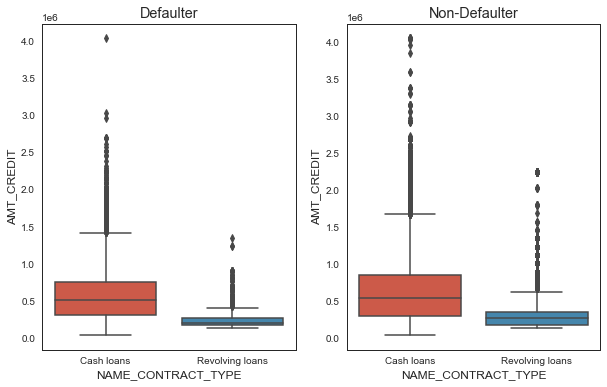 Defaulter
1e6
4.0
3.5
3.0
2.5
2.0
1.5
1.0
0.5
0.0
AMT_CREDIT
Cash loans
Revolving loans
NAME_CONTRACT_TYPE
Non-Defaulter
1e6
4.0
3.5
3.0
2.5
2.0
1.5
1.0
0.5
0.0
AMT_CREDIT
Cash loans
Revolving loans
NAME_CONTRACT_TYPE